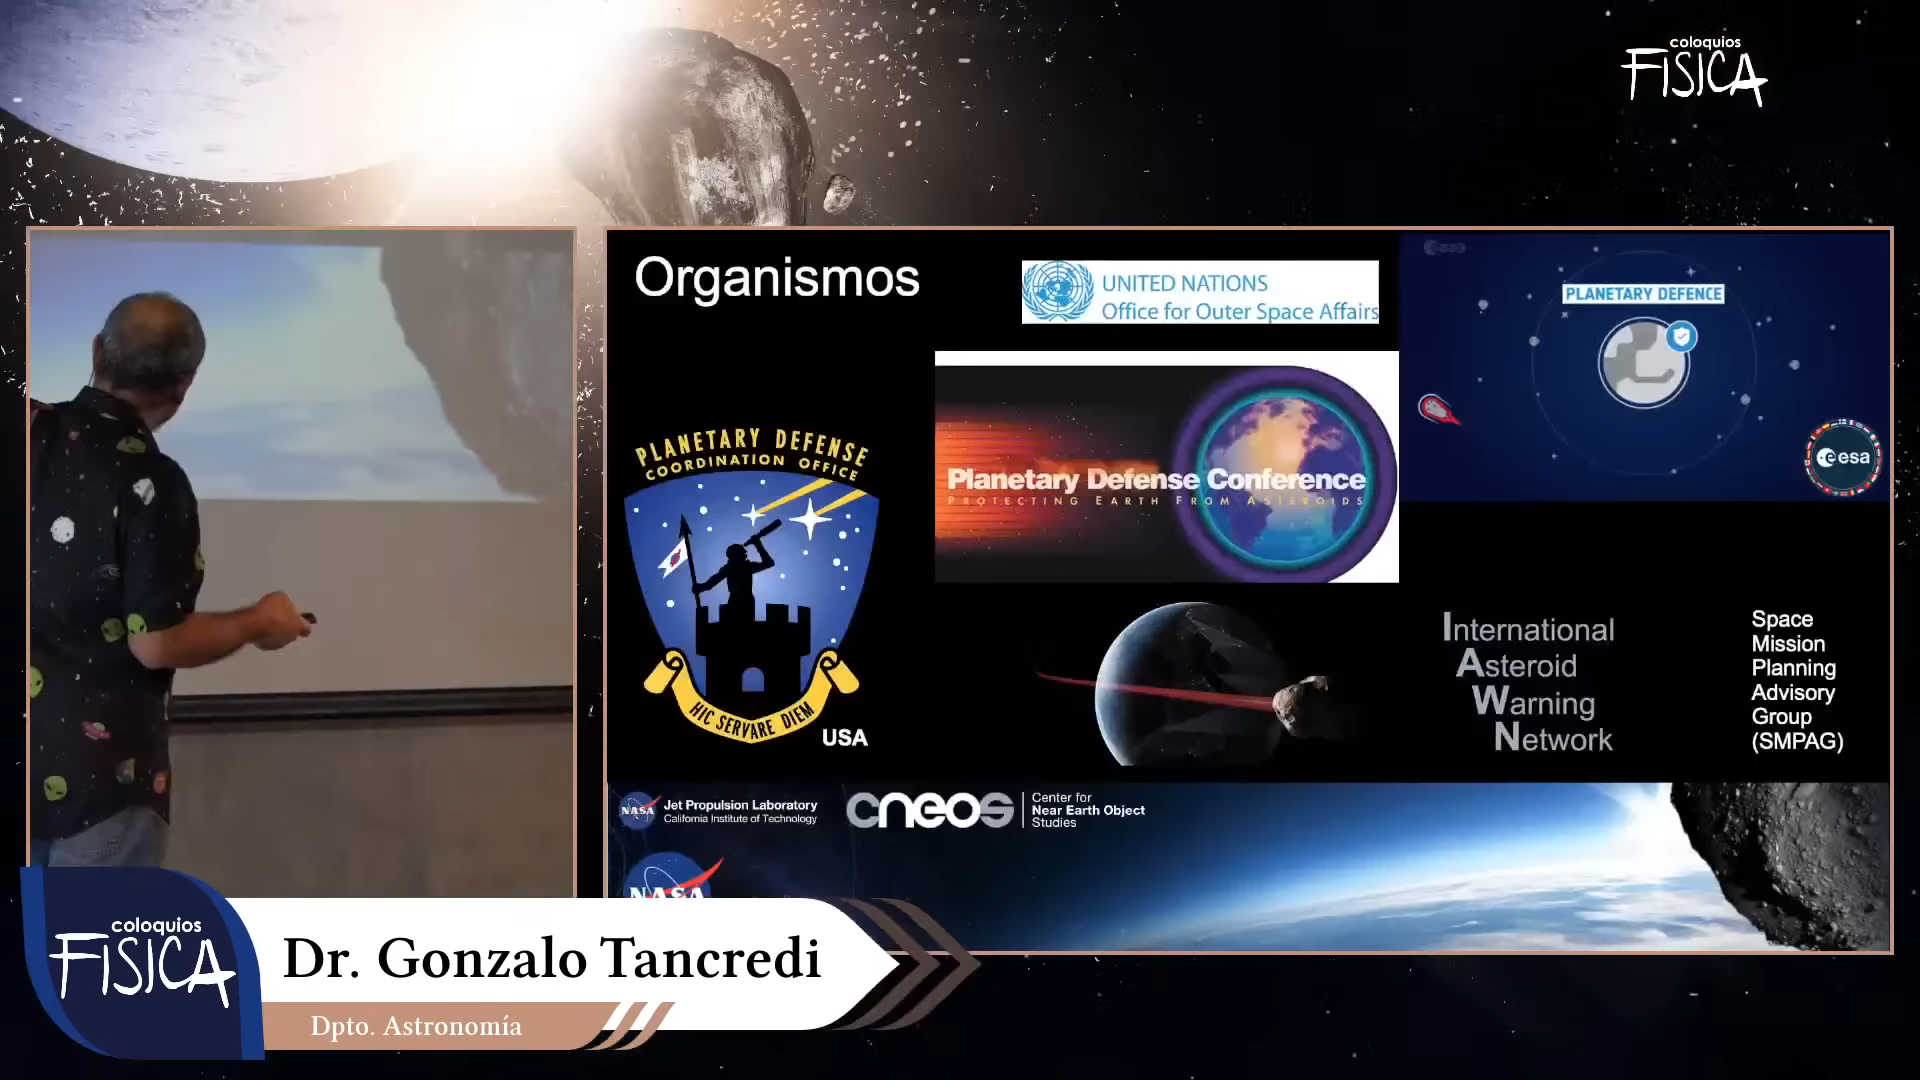 coloquios
FISICA
Organismos
UNITED NATIONS
Office for Outer Space Affairs
esa
PLANETARY DEFENCE
esa
PLANETARY DEFENSE
COORDINATION OFFICE
HIC SERVARE DIEM
USA
Planetary Defense Conference
PROTECTING EARTH FROM ASTEROIDS
International
Asteroid
Warning
Network
Space
Mission
Planning
Advisory
Group
(SMPAG)
NASA
Jet Propulsion Laboratory
California Institute of Technology
cneos
Center for
Near Earth Object
Studies
NASA
coloquios
FISICA
Dr. Gonzalo Tancredi
Dpto. Astronomía